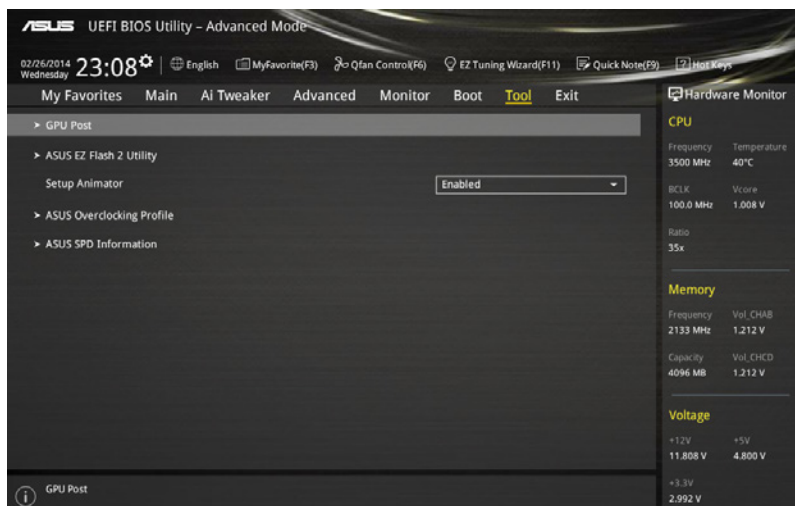 ASUS UEFI BIOS Utility – Advanced Mode
02/26/2014 Wednesday 23:08 English MyFavorite(F3) Qfan Control(F6) EZ Tuning Wizard(F11) Quick Note(F9) ? Hot Keys
My Favorites Main Ai Tweaker Advanced Monitor Boot Tool Exit
> GPU Post
> ASUS EZ Flash 2 Utility
Setup Animator Enabled
> ASUS Overclocking Profile
> ASUS SPD Information
GPU Post
Hardware Monitor
CPU
Frequency Temperature
3500 MHz 40°C
BCLK Vcore
100.0 MHz 1.008 V
Ratio
35x
Memory
Frequency Vol_CHAB
2133 MHz 1.212 V
Capacity Vol_CHCD
4096 MB 1.212 V
Voltage
+12V +5V
11.808 V 4.800 V
+3.3V
2.992 V